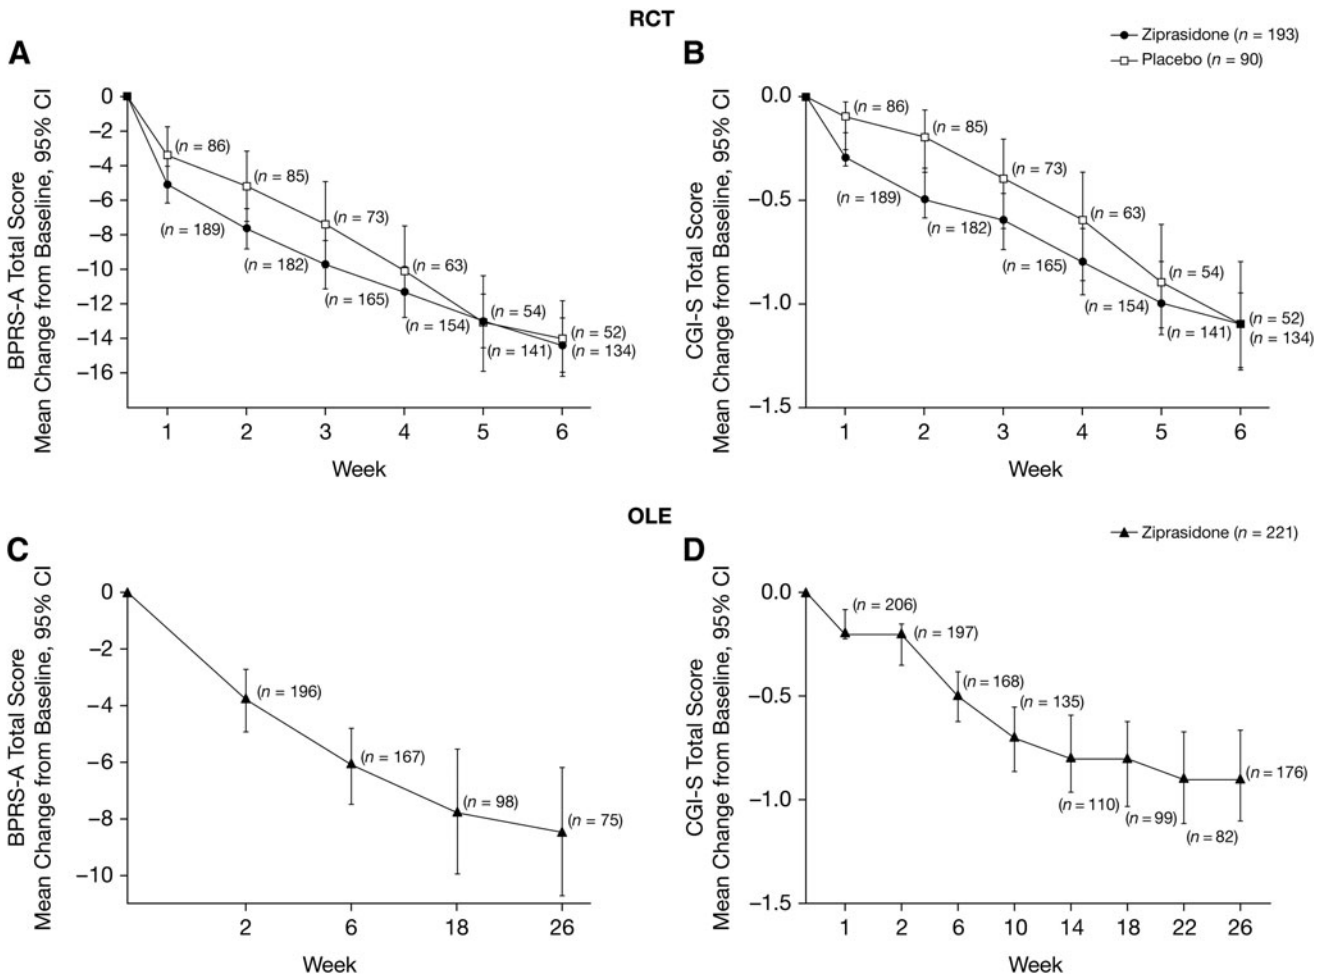 RCT
A
BPRS-A Total Score
Mean Change from Baseline, 95% CI
0
−2
−4
−6
−8
−10
−12
−14
−16
(n = 86)
(n = 85)
(n = 73)
(n = 63)
(n = 54)
(n = 52)
(n = 189)
(n = 182)
(n = 165)
(n = 154)
(n = 141)
(n = 134)
1 2 3 4 5 6
Week
B
Ziprasidone (n = 193)
Placebo (n = 90)
CGI-S Total Score
Mean Change from Baseline, 95% CI
0.0
−0.5
−1.0
−1.5
(n = 86)
(n = 85)
(n = 73)
(n = 63)
(n = 54)
(n = 52)
(n = 189)
(n = 182)
(n = 165)
(n = 154)
(n = 141)
(n = 134)
1 2 3 4 5 6
Week
OLE
C
BPRS-A Total Score
Mean Change from Baseline, 95% CI
0
−2
−4
−6
−8
−10
(n = 196)
(n = 167)
(n = 98)
(n = 75)
2 6 18 26
Week
D
Ziprasidone (n = 221)
CGI-S Total Score
Mean Change from Baseline, 95% CI
0.0
−0.5
−1.0
−1.5
(n = 206)
(n = 197)
(n = 168)
(n = 135)
(n = 110)
(n = 99)
(n = 82)
(n = 176)
1 2 6 10 14 18 22 26
Week